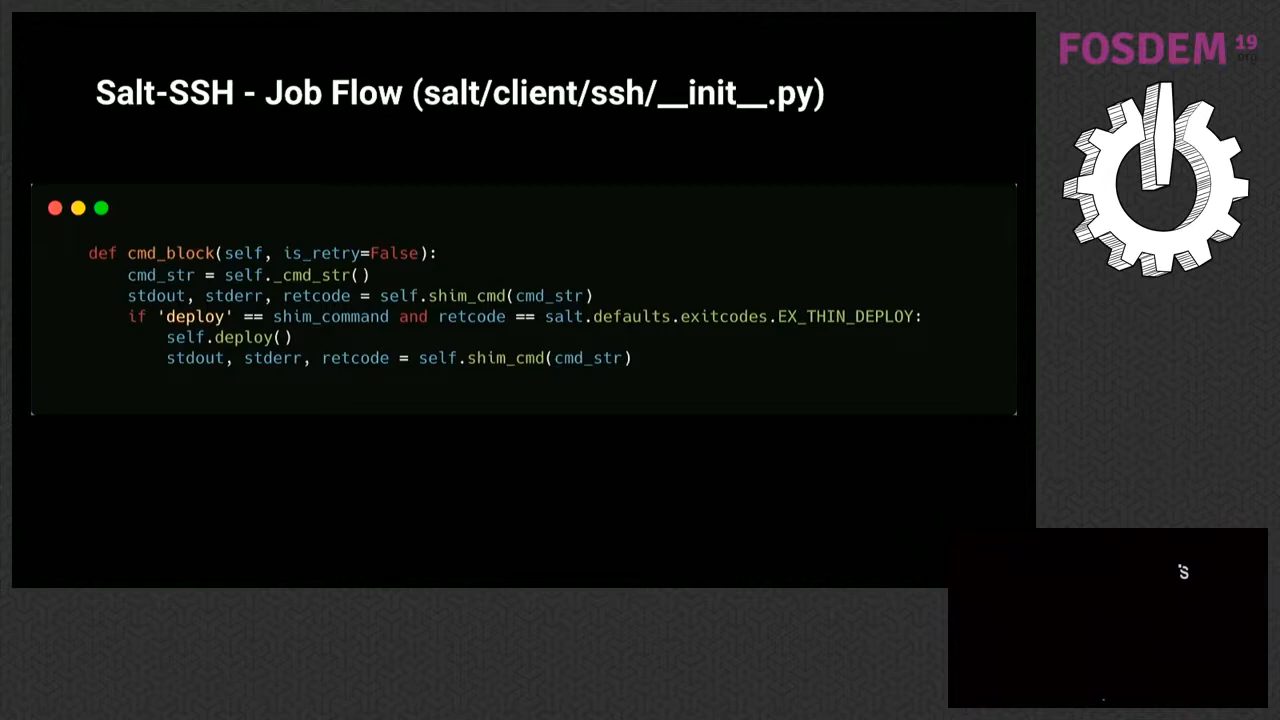 Salt-SSH - Job Flow (salt/client/ssh/__init__.py)
FOSDEM 19
.org
def cmd_block(self, is_retry=False):
    cmd_str = self._cmd_str()
    stdout, stderr, retcode = self.shim_cmd(cmd_str)
    if 'deploy' == shim_command and retcode == salt.defaults.exitcodes.EX_THIN_DEPLOY:
        self.deploy()
        stdout, stderr, retcode = self.shim_cmd(cmd_str)